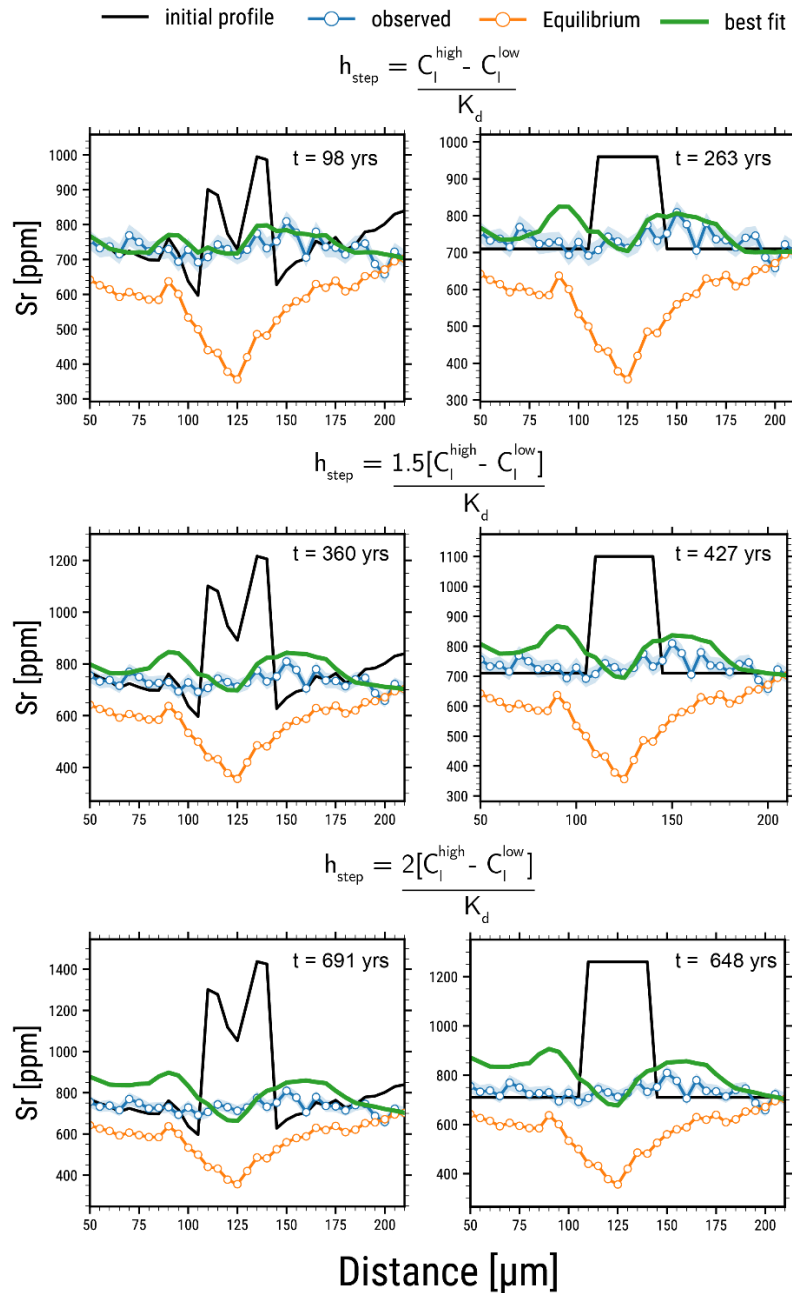 initial profile observed Equilibrium best fit
h_step = C_l^high - C_l^low
K_d
t = 98 yrs t = 263 yrs
1000 1000
900 900
800 800
700 700
600 600
500 500
400 400
300 300
Sr [ppm]
50 75 100 125 150 175 200 50 75 100 125 150 175 200
h_step = 1.5[C_l^high - C_l^low]
K_d
t = 360 yrs t = 427 yrs
1200 1100
1000 1000
900
800 800
700
600 600
500
400 400
300
Sr [ppm]
50 75 100 125 150 175 200 50 100 150 200
h_step = 2[C_l^high - C_l^low]
K_d
t = 691 yrs t = 648 yrs
1400
1200 1200
1000 1000
800 800
600 600
400 400
Sr [ppm]
50 75 100 125 150 175 200 50 75 100 125 150 175 200
Distance [µm]